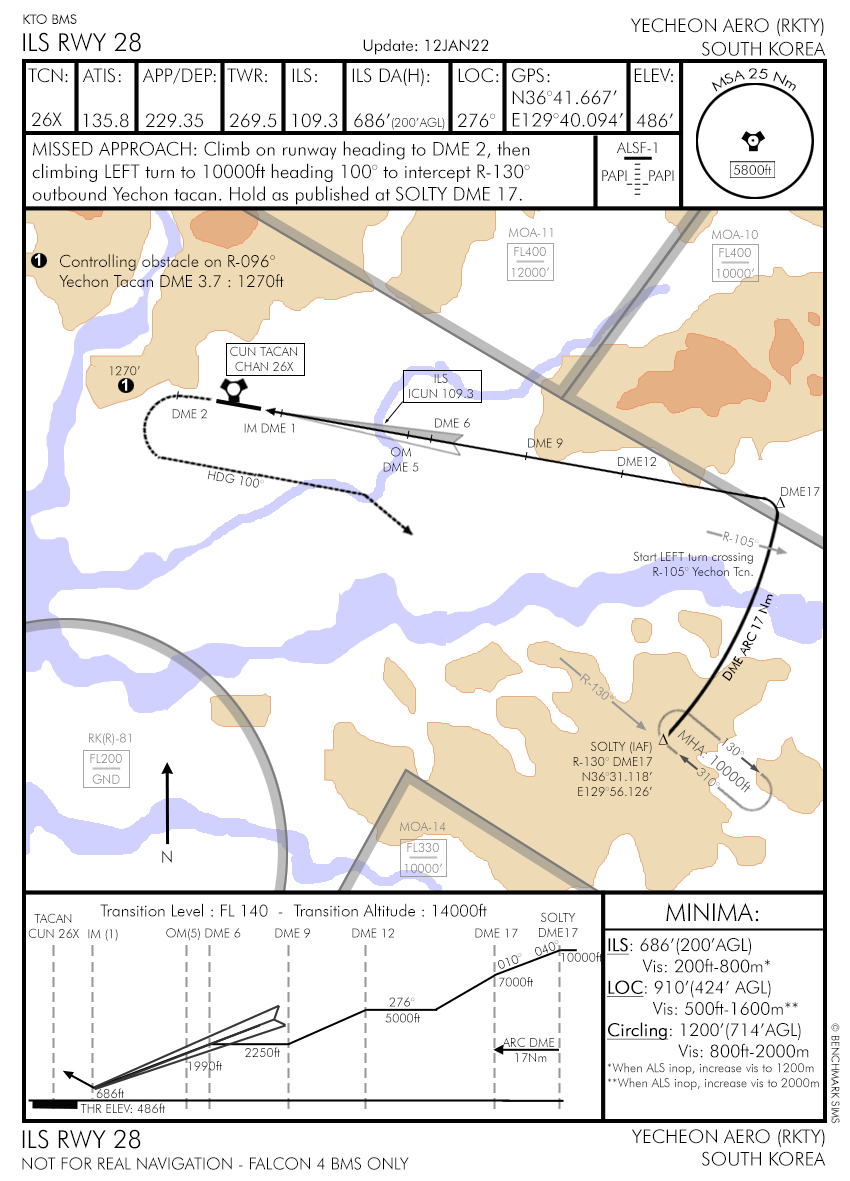 KTO BMS
ILS RWY 28
Update: 12JAN22
YECHEON AERO (RKTY)
SOUTH KOREA
TCN:
26X
ATIS:
135.8
APP/DEP:
229.35
TWR:
269.5
ILS:
109.3
ILS DA(H):
686'(200'AGL)
LOC:
276°
GPS:
N36°41.667'
E129°40.094'
ELEV:
486'
MSA 25 Nm
5800ft
MISSED APPROACH: Climb on runway heading to DME 2, then
climbing LEFT turn to 10000ft heading 100° to intercept R-130°
outbound Yechon tacan. Hold as published at SOLTY DME 17.
ALSF-1
PAPI PAPI
1 Controlling obstacle on R-096°
Yechon Tacan DME 3.7 : 1270ft
MOA-11
FL400
12000'
MOA-10
FL400
10000'
CUN TACAN
CHAN 26X
1270'
1
ILS
ICUN 109.3
DME 2
IM DME 1
DME 6
OM
DME 5
DME 9
DME12
DME17
HDG 100°
R-105°
Start LEFT turn crossing
R-105° Yechon Tcn.
DME ARC 17 Nm
R-130°
SOLTY (IAF)
R-130° DME17
N36°31.118'
E129°56.126'
MHA: 10000ft
130°
310°
RK(R)-81
FL200
GND
N
MOA-14
FL330
10000'
Transition Level : FL 140 - Transition Altitude : 14000ft
TACAN
CUN 26X
IM (1)
OM(5)
DME 6
DME 9
DME 12
DME 17
SOLTY
DME17
040°
10000ft
010°
7000ft
276°
5000ft
2250ft
1990ft
686ft
ARC DME
17Nm
THR ELEV: 486ft
MINIMA:
ILS: 686'(200'AGL)
Vis: 200ft-800m*
LOC: 910'(424' AGL)
Vis: 500ft-1600m**
Circling: 1200'(714'AGL)
Vis: 800ft-2000m
*When ALS inop, increase vis to 1200m
**When ALS inop, increase vis to 2000m
© BENCHMARK SIMS
ILS RWY 28
NOT FOR REAL NAVIGATION - FALCON 4 BMS ONLY
YECHEON AERO (RKTY)
SOUTH KOREA